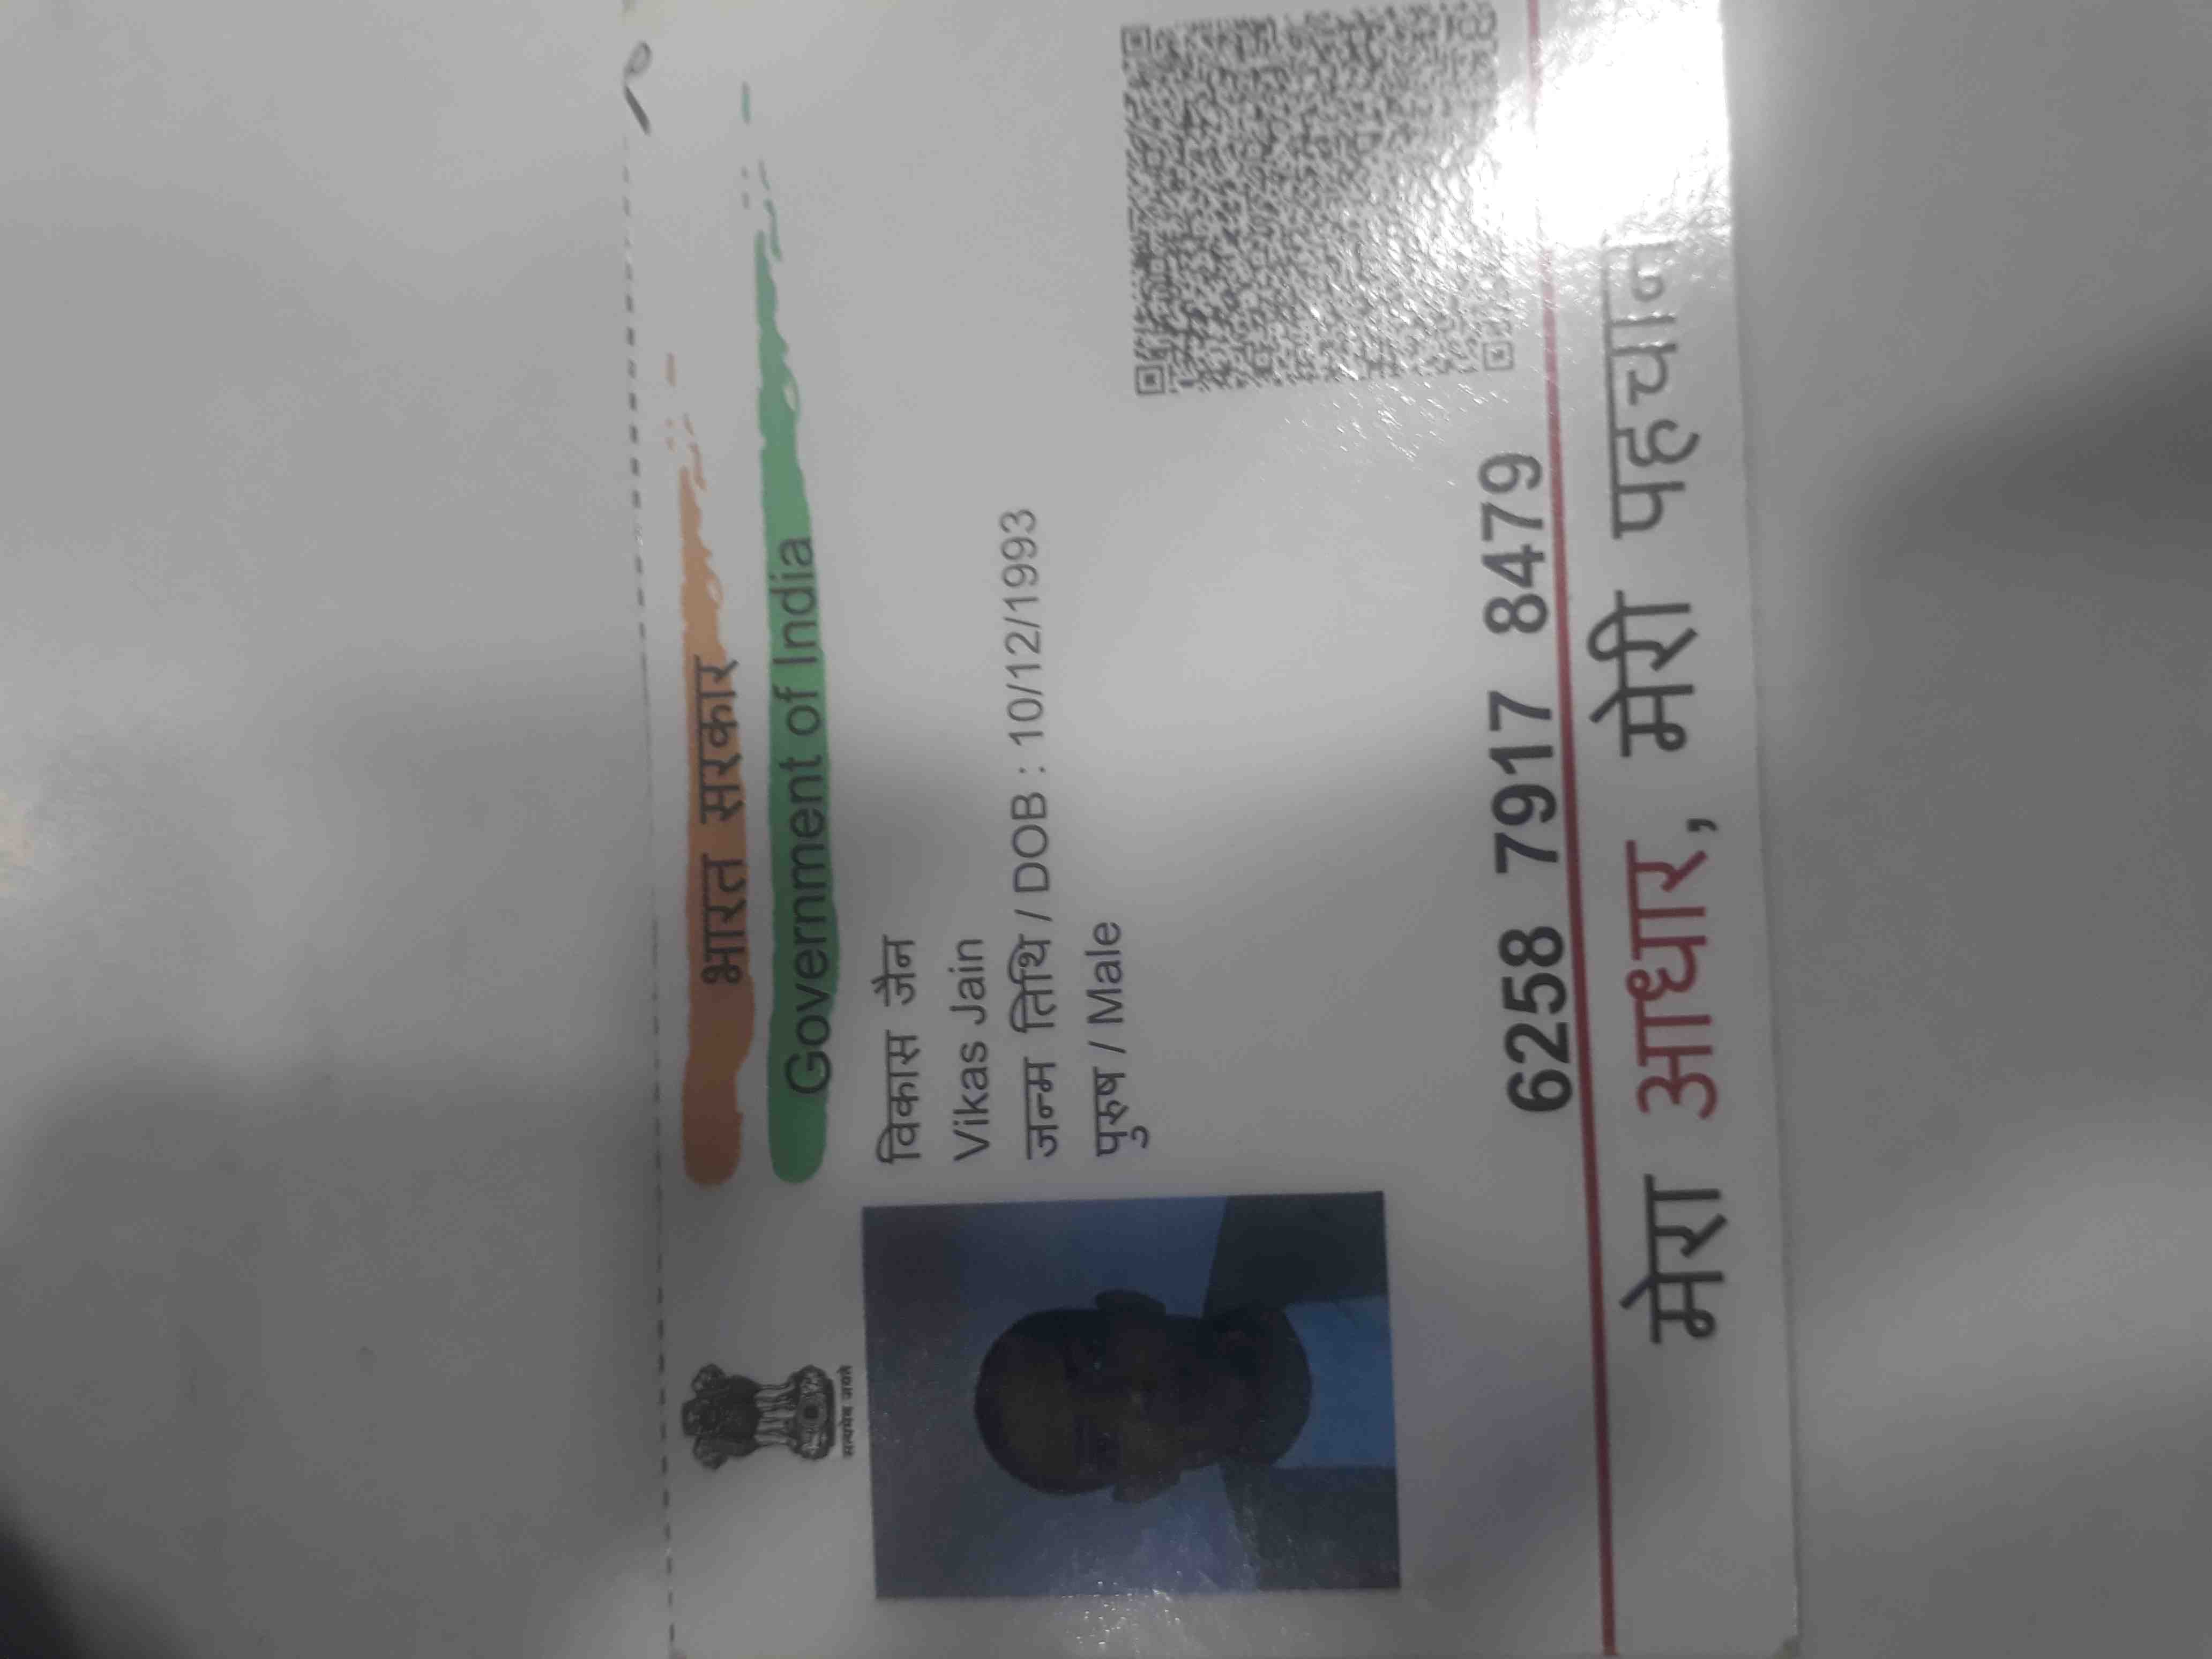 भारत सरकार
Government of India
सत्यमेव जयते
विकास जैन
Vikas Jain
जन्म तिथि / DOB : 10/12/1993
पुरुष / Male
6258 7917 8479
मेरा आधार, मेरी पहचान